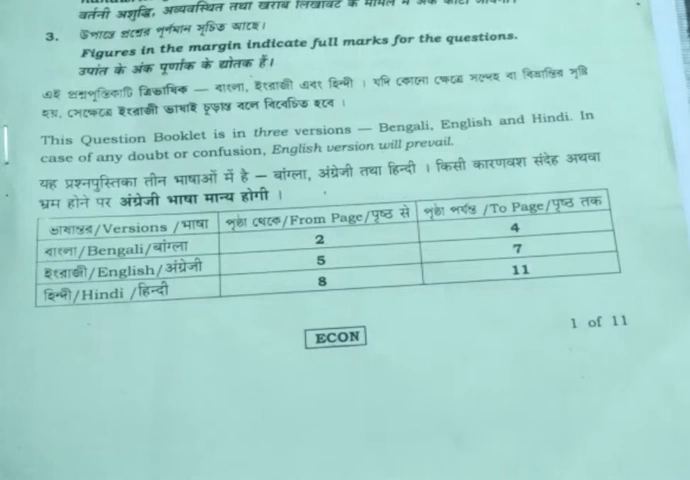 वर्तनी अशुद्धि, अव्यवस्थित तथा खराब लिखावट के मामले में अंक काटा जायेगा।
3. উপান্তে প্রশ্নের পূর্ণমান সূচিত আছে।
Figures in the margin indicate full marks for the questions.
उपांत के अंक पूर्णांक के द्योतक हैं।
এই প্রশ্নপুস্তিকাটি ত্রিভাষিক — বাংলা, ইংরাজী এবং হিন্দী । যদি কোনো ক্ষেত্রে সন্দেহ বা বিভ্রান্তির সৃষ্টি
হয়, সেক্ষেত্রে ইংরাজী ভাষাই চূড়ান্ত বলে বিবেচিত হবে ।
This Question Booklet is in three versions — Bengali, English and Hindi. In
case of any doubt or confusion, English version will prevail.
यह प्रश्नपुस्तिका तीन भाषाओं में है – बांग्ला, अंग्रेजी तथा हिन्दी । किसी कारणवश संदेह अथवा
भ्रम होने पर अंग्रेजी भाषा मान्य होगी ।
ভাষান্তর/Versions /भाषा পৃষ্ঠা থেকে/From Page/पृष्ठ से পৃষ্ঠা পর্যন্ত /To Page/पृष्ठ तक
বাংলা/Bengali/बांग्ला 2 4
ইংরাজী/English/अंग्रेजी 5 7
হিন্দী/Hindi /हिन्दी 8 11
ECON
1 of 11